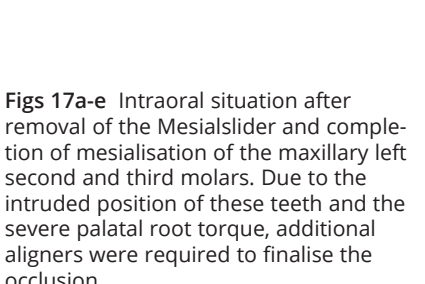 Figs 17a-e Intraoral situation after
removal of the Mesialslider and comple-
tion of mesialisation of the maxillary left
second and third molars. Due to the
intruded position of these teeth and the
severe palatal root torque, additional
aligners were required to finalise the
occlusion